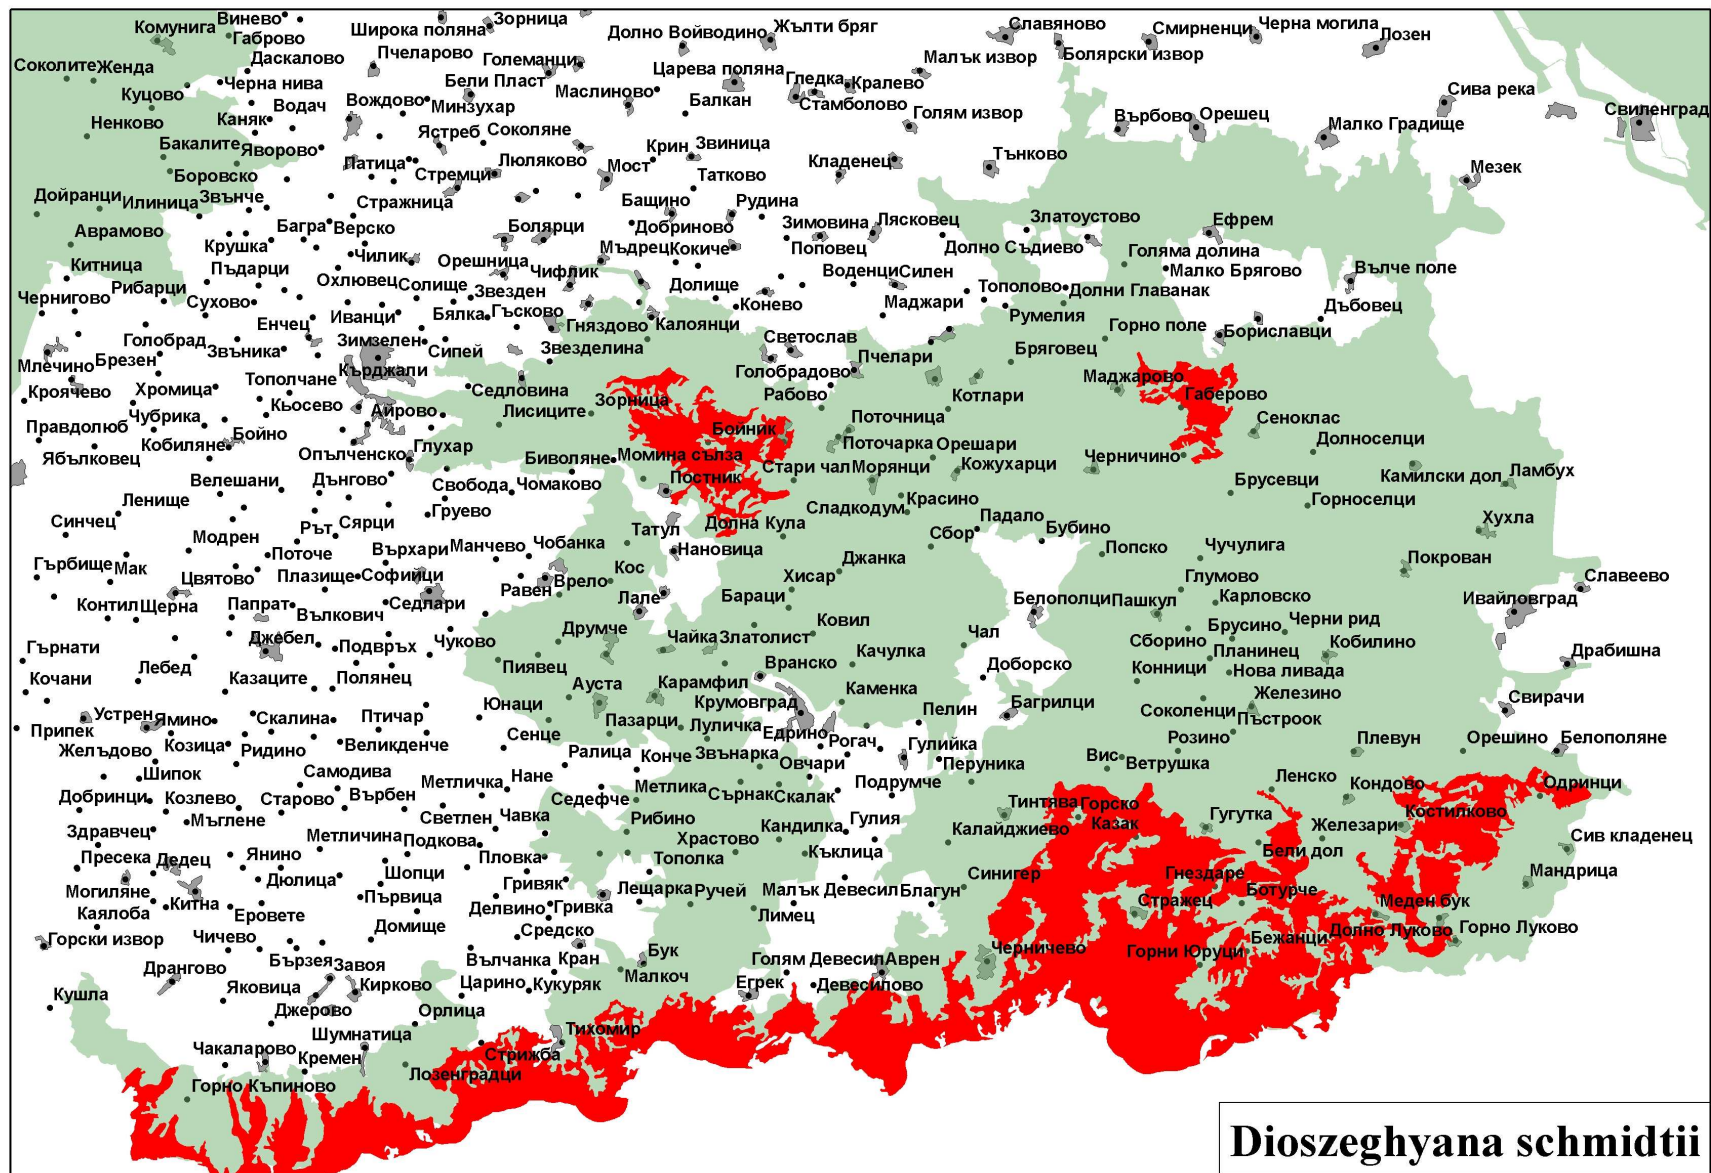 Комунига
Винево
Габрово
Широка поляна
Зорница
Долно Войводино
Жълти бряг
Славяново
Смирненци
Черна могила
Лозен
Соколите
Женда
Даскалово
Пчеларово
Големанци
Царева поляна
Малък извор
Болярски извор
Куцово
Черна нива
Вождово
Бели Пласт
Минзухар
Маслиново
Гледка
Кралево
Стамболово
Сива река
Свиленград
Ненково
Каняк
Водач
Ястреб
Соколяне
Балкан
Голям извор
Върбово
Орешец
Малко Градище
Бакалите
Яворово
Патица
Люляково
Крин
Звиница
Кладенец
Тънково
Мезек
Боровско
Стремци
Мост
Татково
Дойранци
Илиница
Звънче
Стражница
Бащино
Рудина
Аврамово
Крушка
Багра
Верско
Болярци
Добриново
Зимовина
Лясковец
Златоустово
Ефрем
Китница
Пъдарци
Чилик
Орешница
Мъдрец
Кокиче
Поповец
Долно Съдиево
Голяма долина
Чернигово
Рибарци
Охлювец
Солище
Звезден
Чифлик
Долище
Воденци
Силен
Малко Брягово
Вълче поле
Сухово
Иванци
Бялка
Гъсково
Конево
Маджари
Тополово
Долни Главанак
Дъбовец
Голобрад
Енчец
Зимзелен
Гняздово
Калоянци
Светослав
Румелия
Горно поле
Бориславци
Млечино
Брезен
Звъника
Сипей
Звезделина
Пчелари
Бряговец
Кроячево
Хромица
Тополчане
Кърджали
Седловина
Голобрадово
Маджарово
Правдолюб
Чубрика
Кьосево
Айрово
Лисиците
Зорница
Рабово
Котлари
Габерово
Ябълковец
Кобиляне
Бойно
Опълченско
Глухар
Бойник
Поточница
Сеноклас
Велешани
Дънгово
Биволяне
Момина сълза
Поточарка
Орешари
Долноселци
Ленище
Свобода
Чомаково
Постник
Стари чал
Морянци
Кожухарци
Черничино
Брусевци
Камилски дол
Ламбух
Синчец
Рът
Сярци
Груево
Долна Кула
Сладкодум
Красино
Горноселци
Модрен
Татул
Сбор
Падало
Бубино
Хухла
Гърбище
Мак
Поточе
Върхари
Манчево
Чобанка
Нановица
Джанка
Попско
Чучулига
Покрован
Цвятово
Плазище
Софийци
Кос
Хисар
Глумово
Славеево
Контил
Щерна
Папрат
Вълкович
Седлари
Равен
Врело
Лале
Бараци
Белополци
Пашкул
Карловско
Ивайловград
Гърнати
Джебел
Подвръх
Чуково
Друмче
Чайка
Златолист
Ковил
Чал
Сборино
Брусино
Черни рид
Кобилино
Кочани
Лебед
Казаците
Полянец
Пиявец
Вранско
Качулка
Доборско
Конници
Планинец
Нова ливада
Драбишна
Припек
Устрен
Ямино
Скалина
Птичар
Юнаци
Ауста
Карамфил
Крумовград
Каменка
Багрилци
Соколенци
Железино
Свирачи
Желъдово
Козица
Ридино
Великденче
Сенце
Пазарци
Луличка
Едрино
Рогач
Пелин
Гулийка
Пъстроок
Розино
Плевун
Орешино
Белополяне
Шипок
Самодива
Метличка
Нане
Ралица
Конче
Звънарка
Овчари
Подрумче
Перуника
Вис
Ветрушка
Ленско
Кондово
Одринци
Добринци
Козлево
Старово
Върбен
Седефче
Метлика
Сърнак
Скалак
Тинтява
Горско
Казак
Гугутка
Костилково
Здравчец
Мъглене
Метличина
Светлен
Чавка
Рибино
Храстово
Кандилка
Гулия
Калайджиево
Железари
Сив кладенец
Пресека
Дедец
Янино
Подкова
Пловка
Тополка
Къклица
Бели дол
Могиляне
Китна
Дюлица
Шопци
Гривяк
Лещарка
Ручей
Малък Девесил
Благун
Синигер
Гнездаре
Ботурче
Мандрица
Каялоба
Еровете
Първица
Делвино
Гривка
Лимец
Стражец
Меден бук
Горски извор
Чичево
Домище
Средско
Бежанци
Долно Луково
Горно Луково
Дрангово
Бързея
Завоя
Вълчанка
Кран
Бук
Голям Девесил
Аврен
Черничево
Горни Юруци
Кушла
Яковица
Кирково
Царино
Кукуряк
Малкоч
Егрек
Девесилово
Джерово
Орлица
Шумнатица
Тихомир
Чакаларово
Кремен
Стрижба
Горно Къпиново
Лозенградци
Dioszeghyana schmidtii